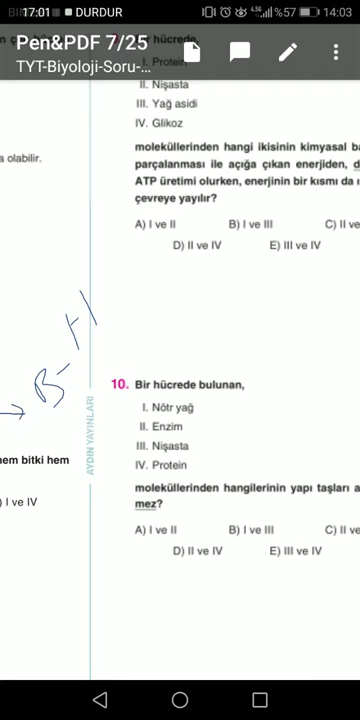 17:01 DURDUR %57 14:03
Pen&PDF 7/25
TYT-Biyoloji-Soru-...
hücrede,
I. Protein
II. Nişasta
III. Yağ asidi
IV. Glikoz
moleküllerinden hangi ikisinin kimyasal ba
parçalanması ile açığa çıkan enerjiden, d
ATP üretimi olurken, enerjinin bir kısmı da ı
çevreye yayılır?
A) I ve II B) I ve III C) II ve
D) II ve IV E) III ve IV
a olabilir.
B- H
hem bitki hem
) I ve IV
AYDIN YAYINLARI
10. Bir hücrede bulunan,
I. Nötr yağ
II. Enzim
III. Nişasta
IV. Protein
moleküllerinden hangilerinin yapı taşları a
mez?
A) I ve II B) I ve III C) II ve
D) II ve IV E) III ve IV